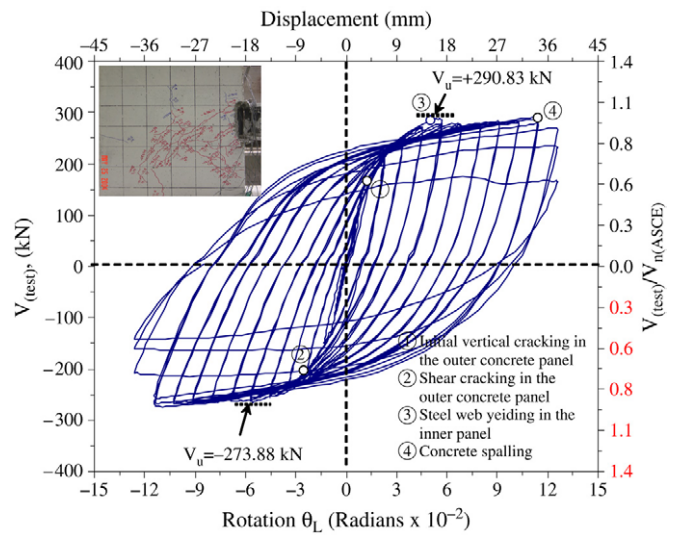 Displacement (mm)
−45 −36 −27 −18 −9 0 9 18 27 36 45
400 300 200 100 0 −100 −200 −300 −400
V(test), (kN)
1.4 1.1 0.8 0.6 0.3 0.0 0.3 0.6 0.8 1.1 1.4
V(test)/Vn(ASCE)
Vu=+290.83 kN
3
4
1
2
1 Initial vertical cracking in
the outer concrete panel
2 Shear cracking in the
outer concrete panel
3 Steel web yeiding in the
inner panel
4 Concrete spalling
Vu=−273.88 kN
−15 −12 −9 −6 −3 0 3 6 9 12 15
Rotation θL (Radians x 10−2)